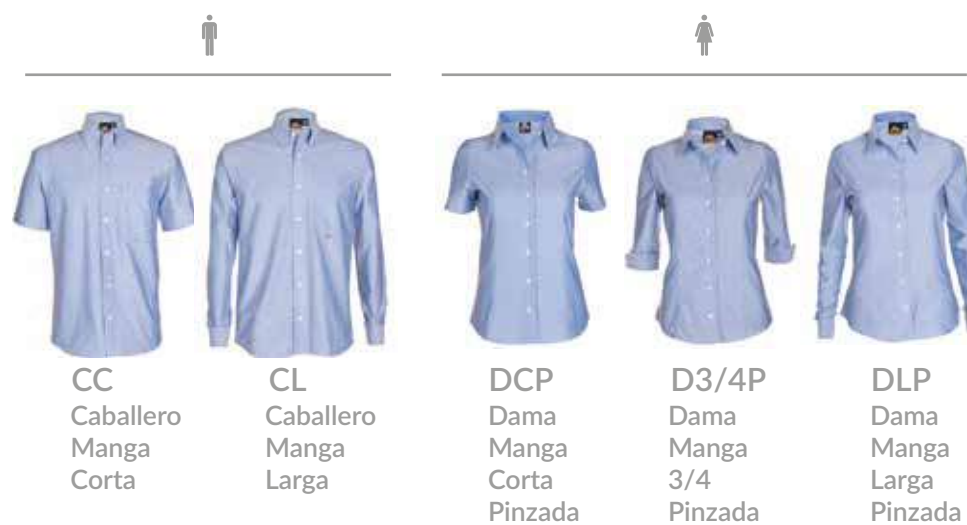 CC
Caballero
Manga
Corta
CL
Caballero
Manga
Larga
DCP
Dama
Manga
Corta
Pinzada
D3/4P
Dama
Manga
3/4
Pinzada
DLP
Dama
Manga
Larga
Pinzada